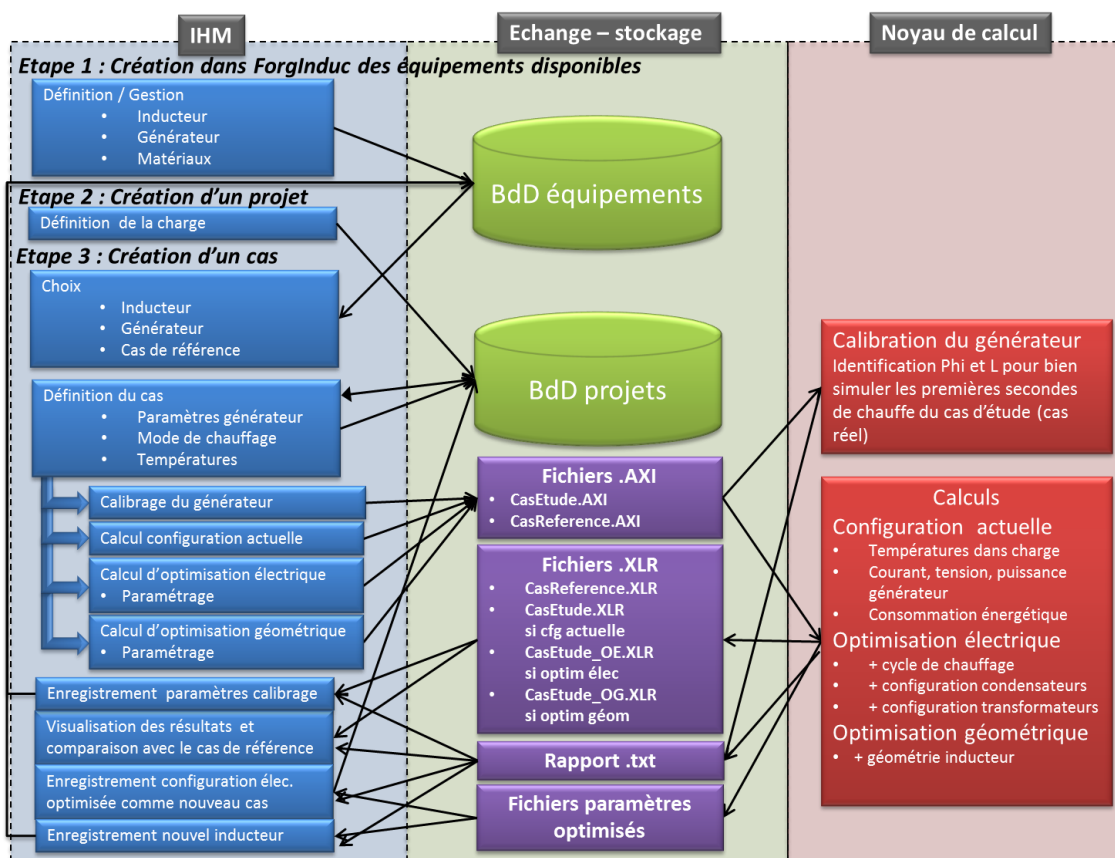 IHM
Echange – stockage
Noyau de calcul
Etape 1 : Création dans ForgInduc des équipements disponibles
Définition / Gestion
• Inducteur
• Générateur
• Matériaux
BdD équipements
Etape 2 : Création d'un projet
Définition de la charge
Etape 3 : Création d'un cas
Choix
• Inducteur
• Générateur
• Cas de référence
BdD projets
Définition du cas
• Paramètres générateur
• Mode de chauffage
• Températures
Calibrage du générateur
Calcul configuration actuelle
Calcul d'optimisation électrique
• Paramétrage
Calcul d'optimisation géométrique
• Paramétrage
Enregistrement paramètres calibrage
Visualisation des résultats et
comparaison avec le cas de référence
Enregistrement configuration élec.
optimisée comme nouveau cas
Enregistrement nouvel inducteur
Fichiers .AXI
• CasEtude.AXI
• CasReference.AXI
Fichiers .XLR
• CasReference.XLR
• CasEtude.XLR
si cfg actuelle
• CasEtude_OE.XLR
si optim élec
• CasEtude_OG.XLR
si optim géom
Rapport .txt
Fichiers paramètres
optimisés
Calibration du générateur
Identification Phi et L pour bien
simuler les premières secondes
de chauffe du cas d'étude (cas
réel)
Calculs
Configuration actuelle
• Températures dans charge
• Courant, tension, puissance
générateur
• Consommation énergétique
Optimisation électrique
• + cycle de chauffage
• + configuration condensateurs
• + configuration transformateurs
Optimisation géométrique
• + géométrie inducteur